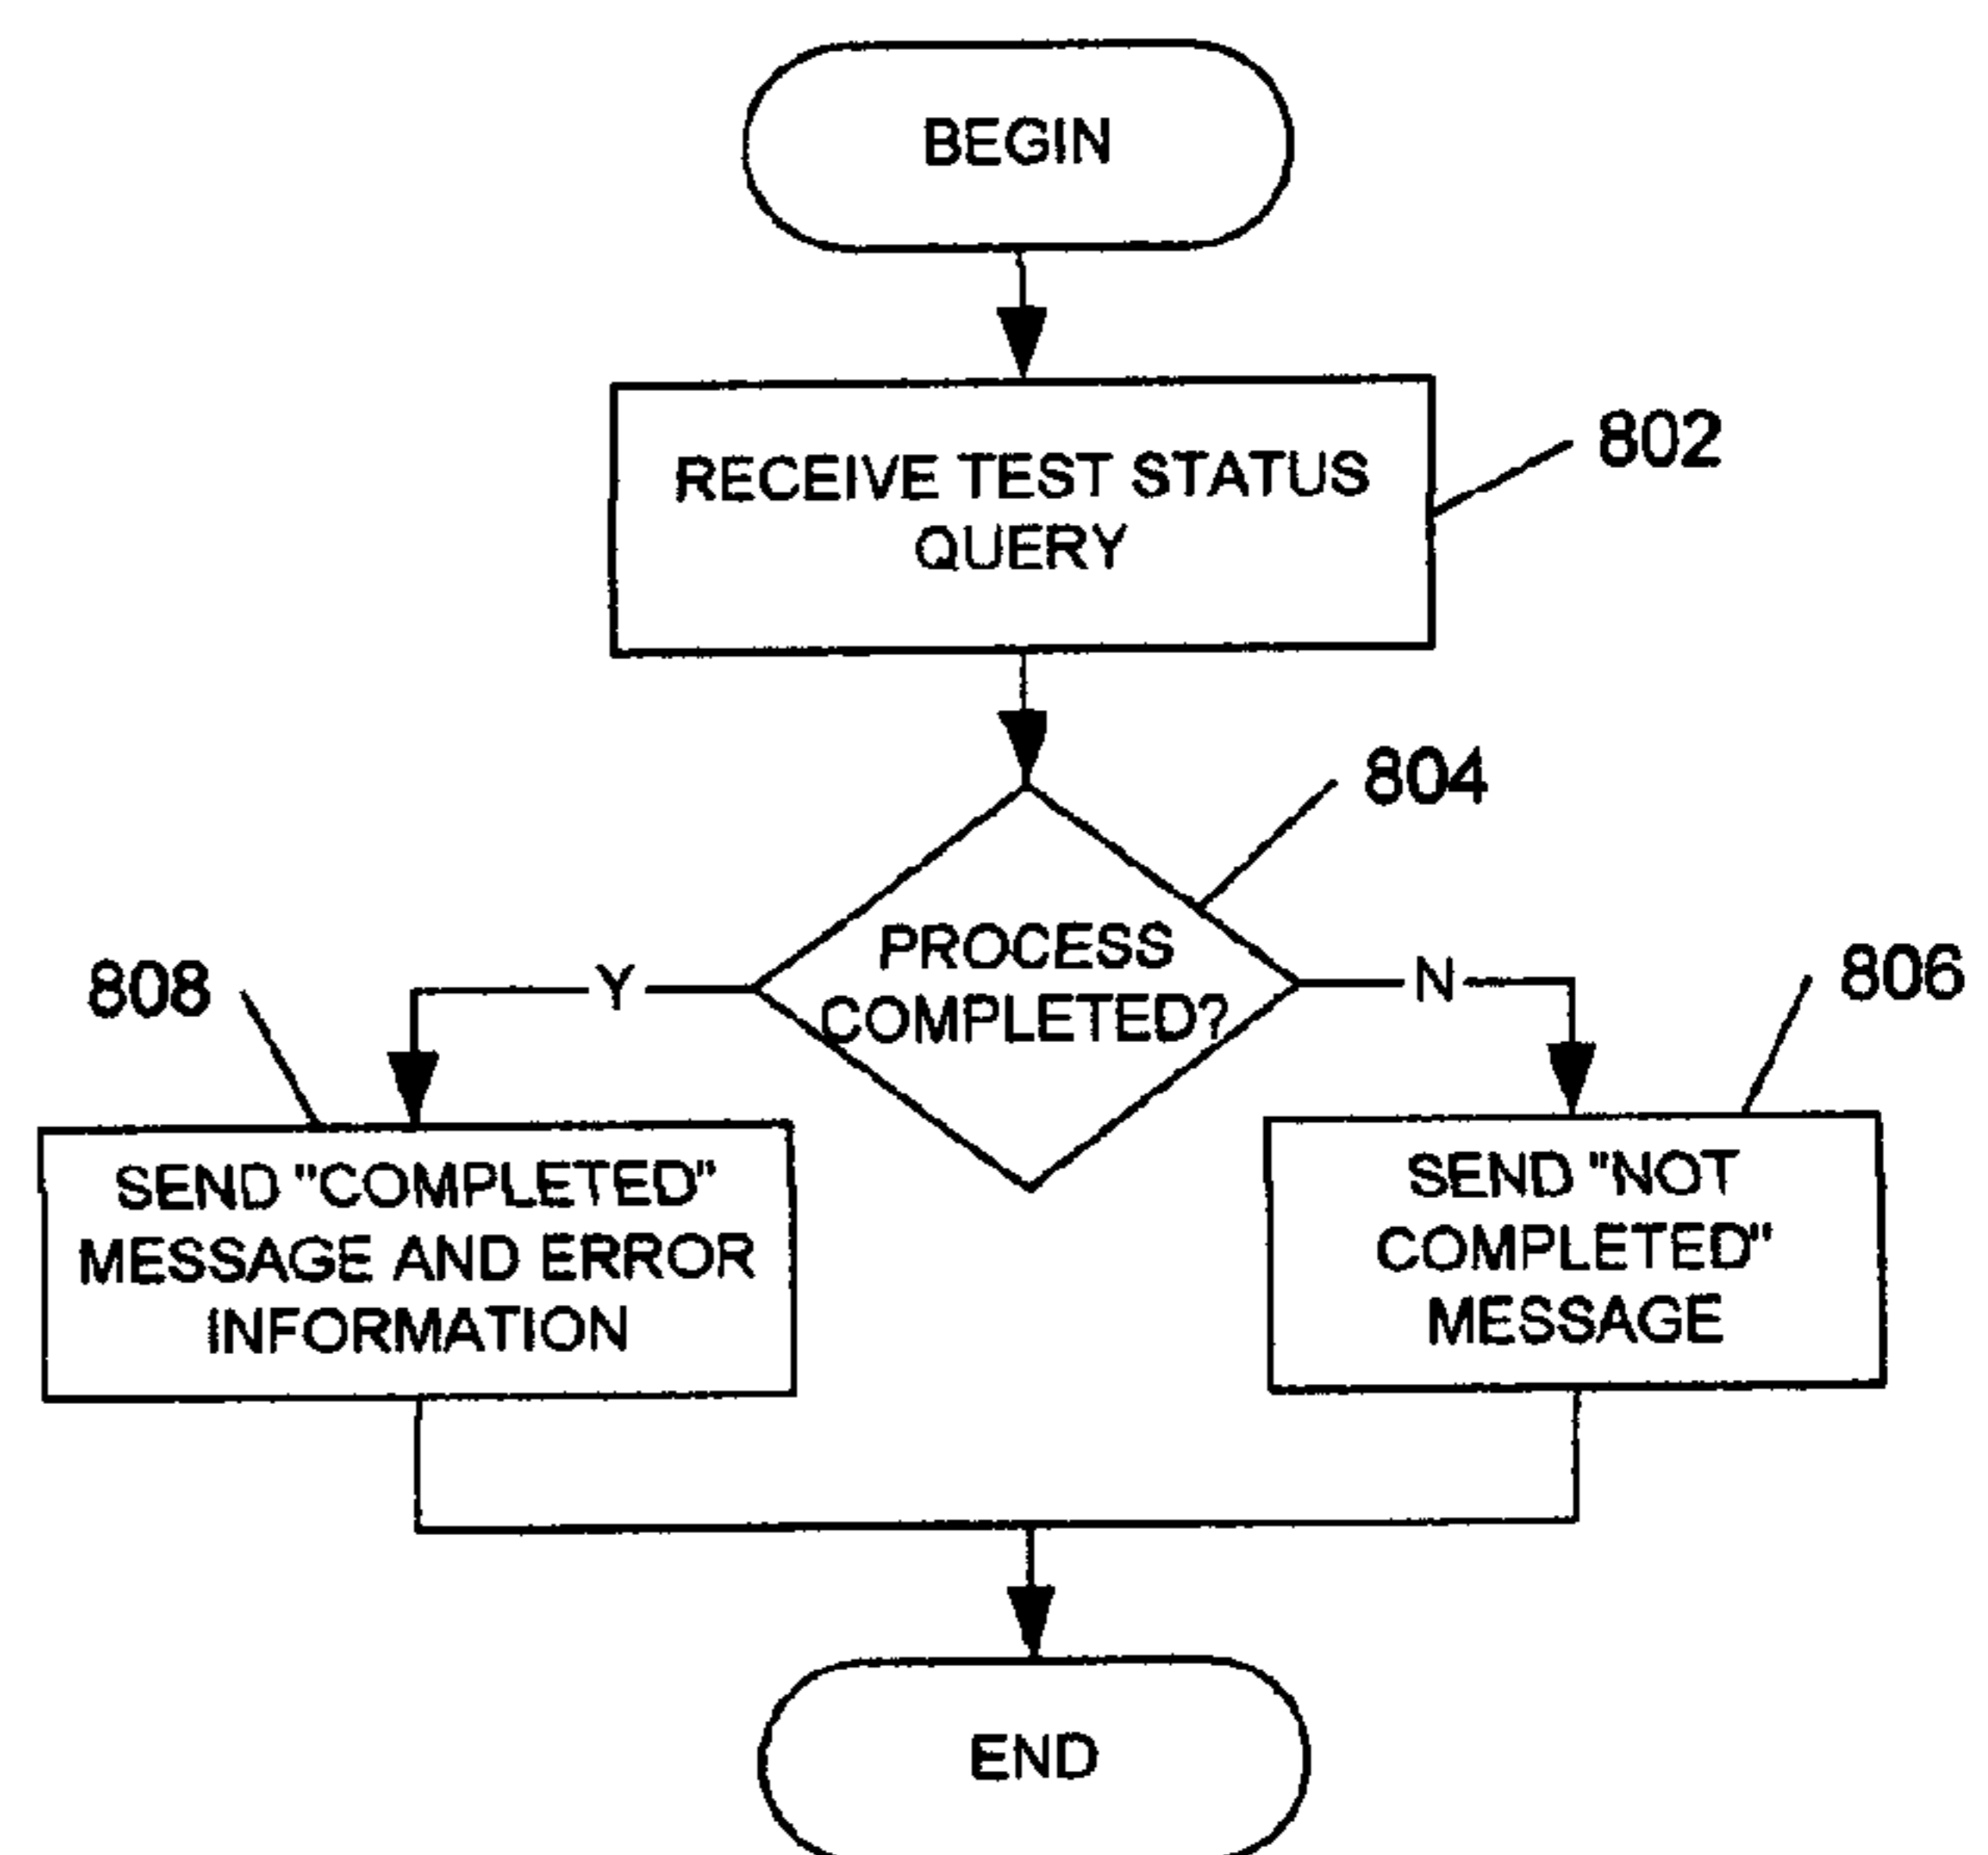 BEGIN
RECEIVE TEST STATUS
QUERY
802
804
PROCESS
COMPLETED?
Y
N
808
806
SEND "COMPLETED"
MESSAGE AND ERROR
INFORMATION
SEND "NOT
COMPLETED"
MESSAGE
END